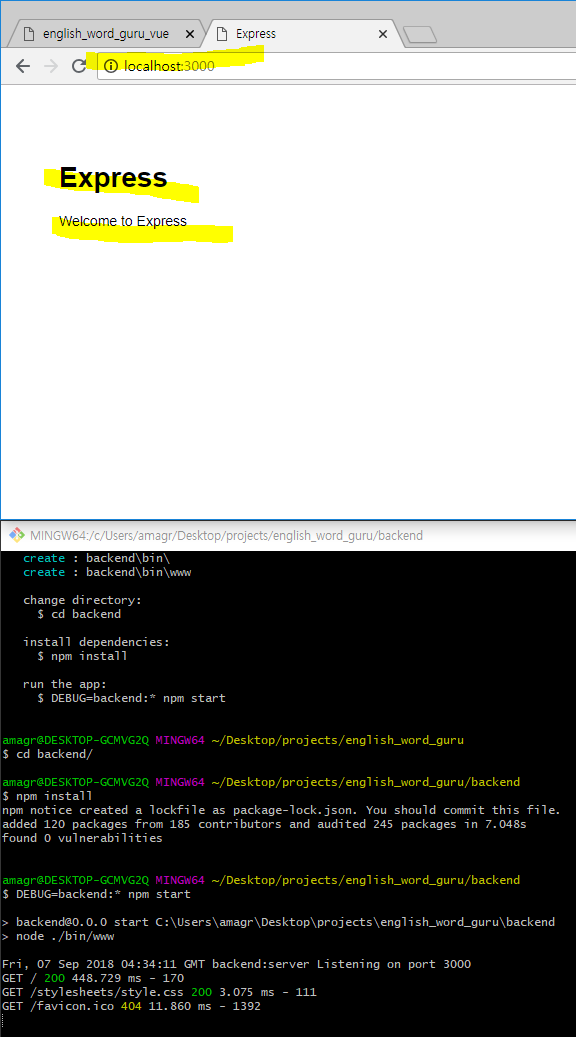 english_word_guru_vue
Express
localhost:3000
Express
Welcome to Express
MINGW64:/c/Users/amagr/Desktop/projects/english_word_guru/backend
create : backend\bin\
create : backend\bin\www
change directory:
$ cd backend
install dependencies:
$ npm install
run the app:
$ DEBUG=backend:* npm start
amagr@DESKTOP-GCMVG2Q MINGW64 ~/Desktop/projects/english_word_guru
$ cd backend/
amagr@DESKTOP-GCMVG2Q MINGW64 ~/Desktop/projects/english_word_guru/backend
$ npm install
npm notice created a lockfile as package-lock.json. You should commit this file.
added 120 packages from 185 contributors and audited 245 packages in 7.048s
found 0 vulnerabilities
amagr@DESKTOP-GCMVG2Q MINGW64 ~/Desktop/projects/english_word_guru/backend
$ DEBUG=backend:* npm start
> backend@0.0.0 start C:\Users\amagr\Desktop\projects\english_word_guru\backend
> node ./bin/www
Fri, 07 Sep 2018 04:34:11 GMT backend:server Listening on port 3000
GET / 200 448.729 ms - 170
GET /stylesheets/style.css 200 3.075 ms - 111
GET /favicon.ico 404 11.860 ms - 1392